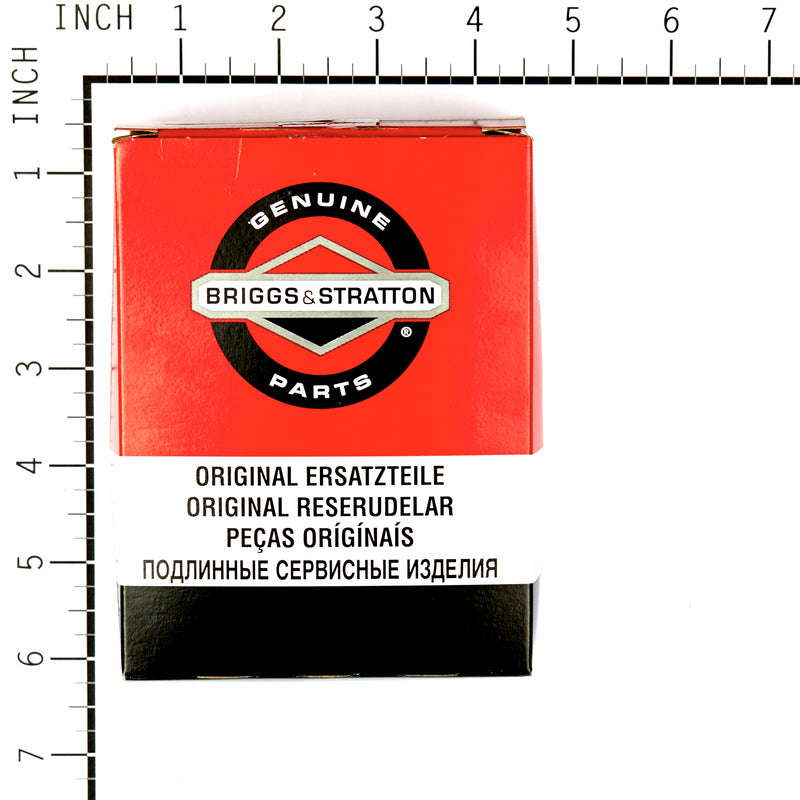 INCH 1 2 3 4 5 6 7
INCH
1
2
3
4
5
6
7
GENUINE
BRIGGS & STRATTON
®
PARTS
ORIGINAL ERSATZTEILE
ORIGINAL RESERUDELAR
PEÇAS ORÍGÍNAÍS
ПОДЛИННЫЕ СЕРВИСНЫЕ ИЗДЕЛИЯ